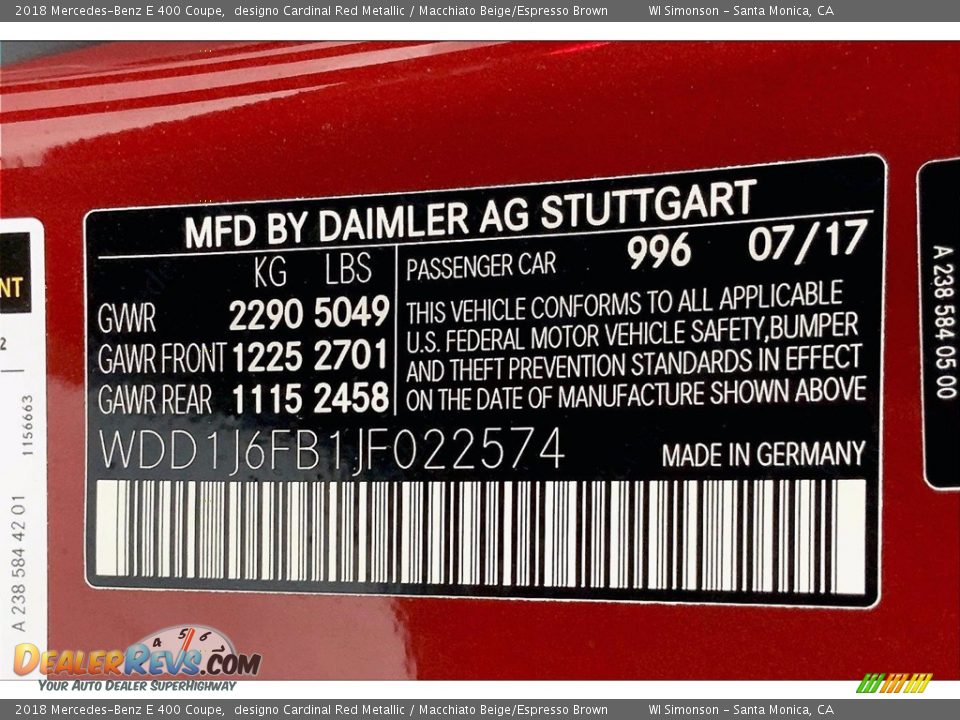 2018 Mercedes-Benz E 400 Coupe,  designo Cardinal Red Metallic / Macchiato Beige/Espresso Brown    WI Simonson - Santa Monica, CA
MFD BY DAIMLER AG STUTTGART
KG LBS
GVWR 2290 5049
GAWR FRONT 1225 2701
GAWR REAR 1115 2458
PASSENGER CAR 996 07/17
THIS VEHICLE CONFORMS TO ALL APPLICABLE
U.S. FEDERAL MOTOR VEHICLE SAFETY,BUMPER
AND THEFT PREVENTION STANDARDS IN EFFECT
ON THE DATE OF MANUFACTURE SHOWN ABOVE
WDD1J6FB1JF022574
MADE IN GERMANY
NT
2
1156663
A 238 584 42 01
A 238 584 05 00
4 5 6 7
DEALERREVS.COM
YOUR AUTO DEALER SUPERHIGHWAY
2018 Mercedes-Benz E 400 Coupe,  designo Cardinal Red Metallic / Macchiato Beige/Espresso Brown    WI Simonson - Santa Monica, CA